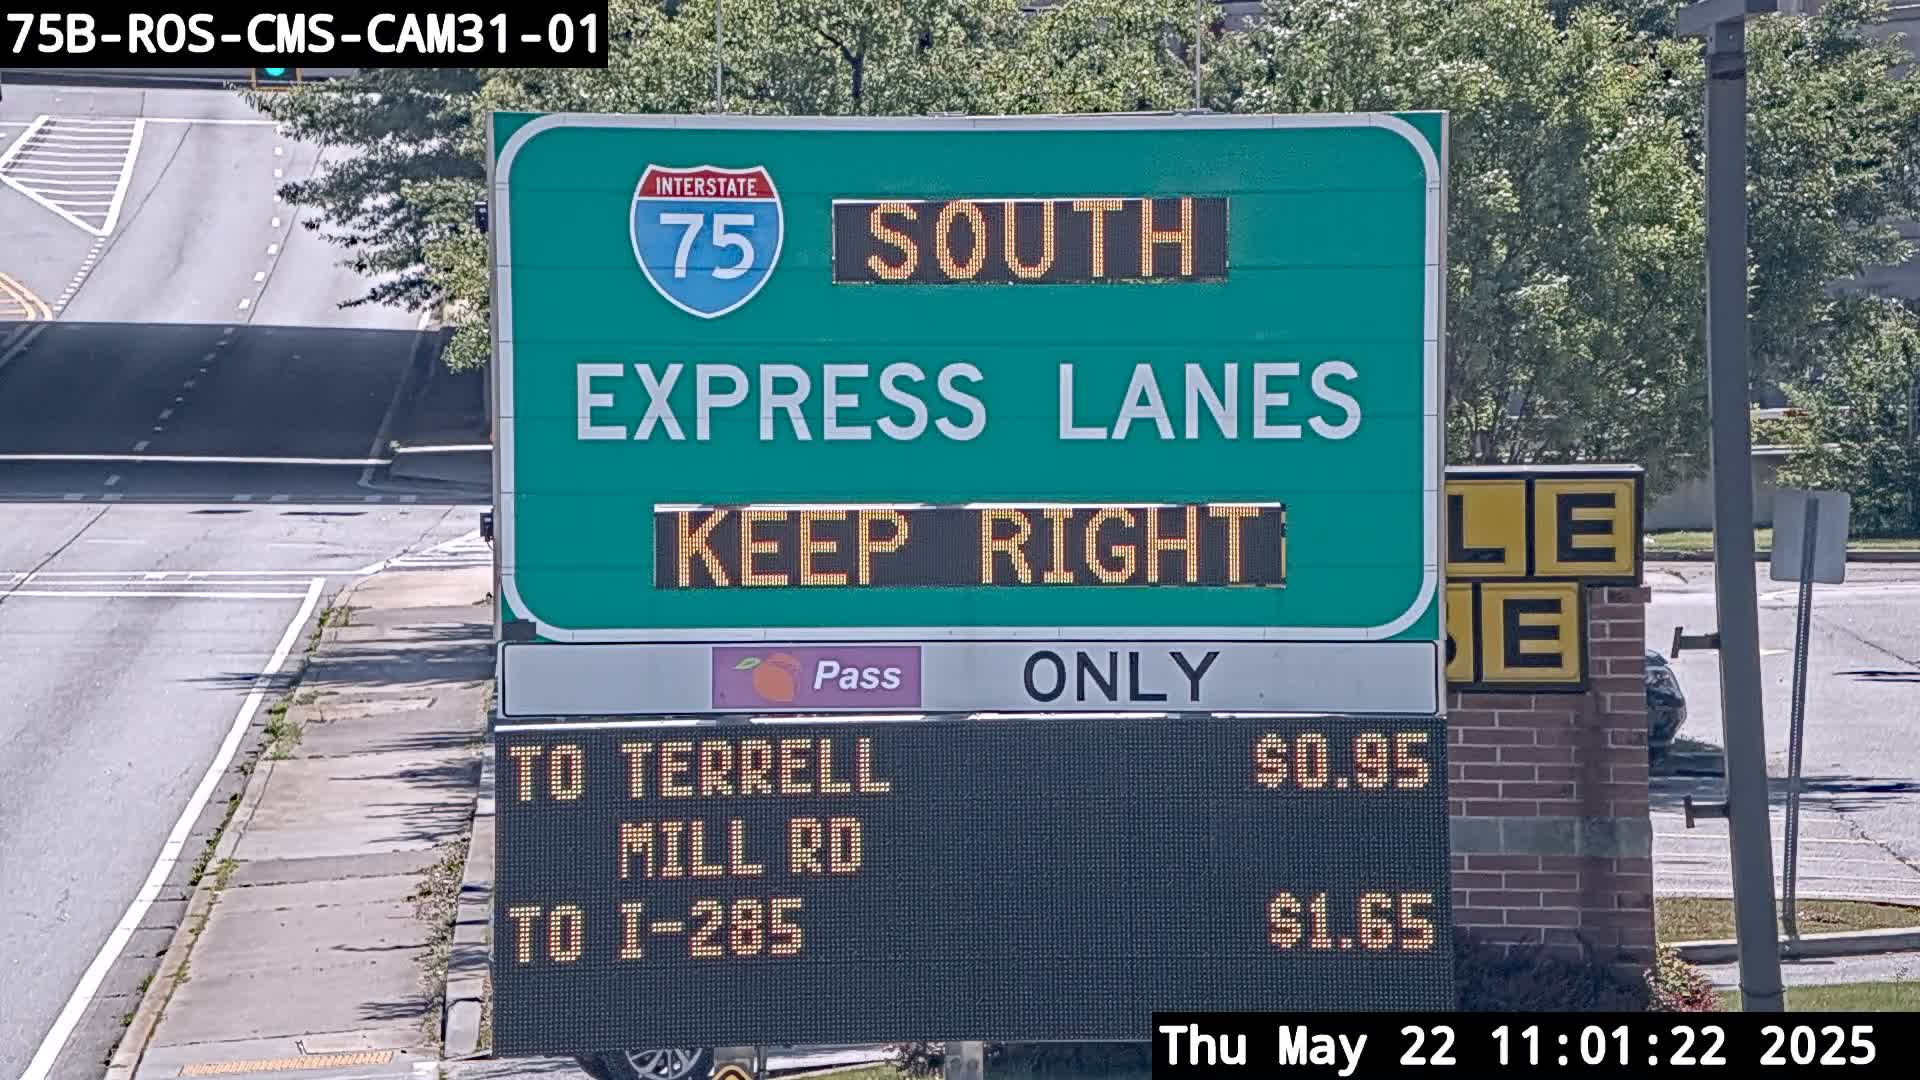 75B-ROS-CMS-CAM31-01
INTERSTATE
75
SOUTH
EXPRESS LANES
KEEP RIGHT
Pass ONLY
TO TERRELL $0.95
MILL RD
TO I-285 $1.65
LE
E
Thu May 22 11:01:22 2025